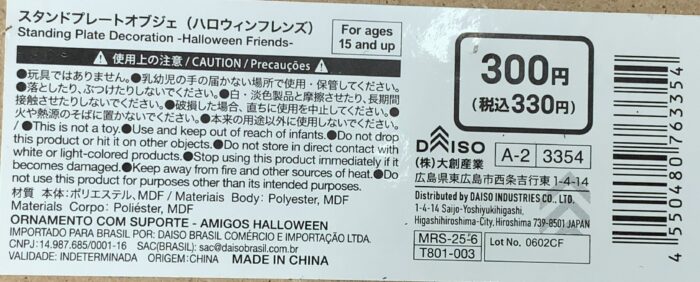 スタンドプレートオブジェ（ハロウィンフレンズ）
Standing Plate Decoration -Halloween Friends-
For ages
15 and up
使用上の注意 / CAUTION / Precauções
●玩具ではありません。●乳幼児の手の届かない場所で使用・保管してください。
●落としたり、ぶつけたりしないでください。●白・淡色製品と摩擦させたり、長期間
接触させたりしないでください。●破損した場合、直ちに使用を中止してください。●
火や熱源のそばに置かないでください。●本来の用途以外に使用しないでください。
/ ●This is not a toy.●Use and keep out of reach of infants.●Do not drop
this product or hit it on other objects.●Do not store in direct contact with
white or light-colored products.●Stop using this product immediately if it
becomes damaged.●Keep away from fire and other sources of heat.●Do
not use this product for purposes other than its intended purposes.
材質 本体：ポリエステル、MDF / Materials Body: Polyester, MDF
Materiais Corpo: Poliéster, MDF
ORNAMENTO COM SUPORTE - AMIGOS HALLOWEEN
IMPORTADO PARA BRASIL POR: DAISO BRASIL COMÉRCIO E IMPORTAÇÃO LTDA.
CNPJ:14.987.685/0001-16 SAC(BRASIL): sac@daisobrasil.com.br
VALIDADE: INDETERMINADA ORIGEM:CHINA MADE IN CHINA
300円
(税込330円)
DAISO
(株)大創産業
A-2 3354
広島県東広島市西条吉行東1-4-14
Distributed by DAISO INDUSTRIES CO., LTD.
1-4-14 Saijo-Yoshiyukihigashi,
Higashihiroshima-City, Hiroshima 739-8501 JAPAN
MRS-25-6
T801-003
Lot No. 0602CF
4 550480 763354